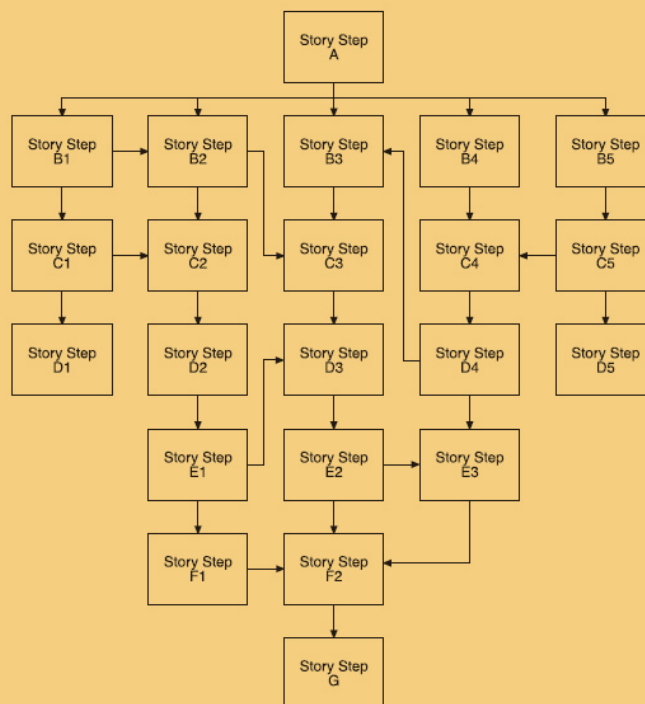 Story Step
A
Story Step
B1
Story Step
B2
Story Step
B3
Story Step
B4
Story Step
B5
Story Step
C1
Story Step
C2
Story Step
C3
Story Step
C4
Story Step
C5
Story Step
D1
Story Step
D2
Story Step
D3
Story Step
D4
Story Step
D5
Story Step
E1
Story Step
E2
Story Step
E3
Story Step
F1
Story Step
F2
Story Step
G